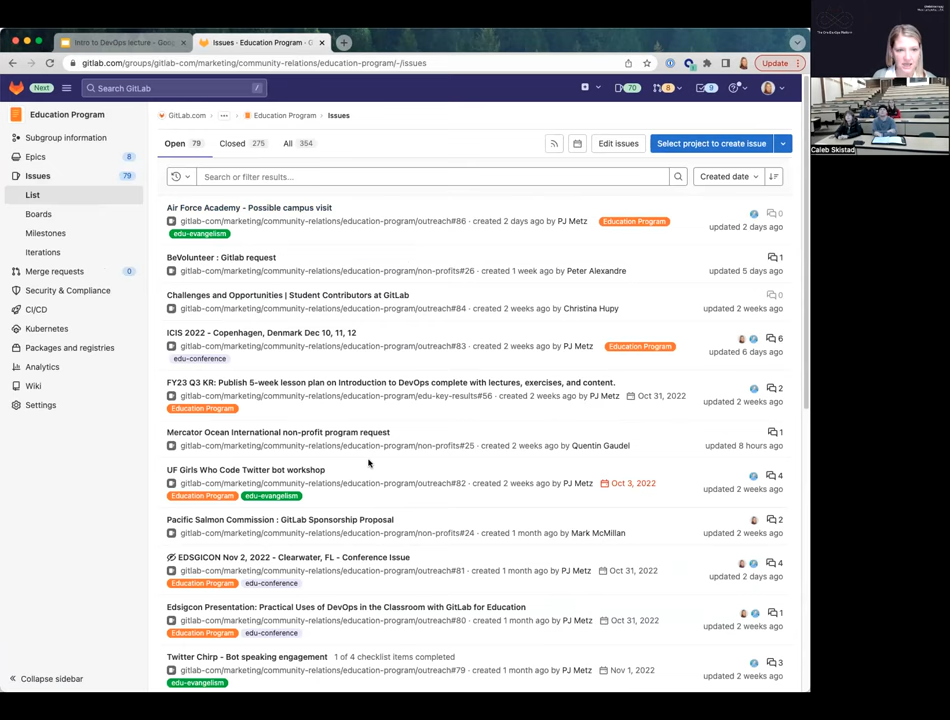 Intro to DevOps lecture - Goog
Issues · Education Program · G
gitlab.com/groups/gitlab-com/marketing/community-relations/education-program/-/issues
Update
Next
Search GitLab
/
70
8
9
Education Program
Subgroup information
Epics
8
Issues
79
List
Boards
Milestones
Iterations
Merge requests
0
Security & Compliance
CI/CD
Kubernetes
Packages and registries
Analytics
Wiki
Settings
Collapse sidebar
GitLab.com
Education Program
Issues
Open 79
Closed 275
All 354
Edit issues
Select project to create issue
Search or filter results...
Created date
Air Force Academy - Possible campus visit
gitlab-com/marketing/community-relations/education-program/outreach#86 · created 2 days ago by PJ Metz
Education Program
edu-evangelism
0
updated 2 days ago
BeVolunteer : Gitlab request
gitlab-com/marketing/community-relations/education-program/non-profits#26 · created 1 week ago by Peter Alexandre
1
updated 5 days ago
Challenges and Opportunities | Student Contributors at GitLab
gitlab-com/marketing/community-relations/education-program/outreach#84 · created 2 weeks ago by Christina Hupy
0
updated 2 weeks ago
ICIS 2022 - Copenhagen, Denmark Dec 10, 11, 12
gitlab-com/marketing/community-relations/education-program/outreach#83 · created 2 weeks ago by PJ Metz
Education Program
edu-conference
6
updated 6 days ago
FY23 Q3 KR: Publish 5-week lesson plan on Introduction to DevOps complete with lectures, exercises, and content.
gitlab-com/marketing/community-relations/education-program/edu-key-results#56 · created 2 weeks ago by PJ Metz
Oct 31, 2022
Education Program
2
updated 2 weeks ago
Mercator Ocean International non-profit program request
gitlab-com/marketing/community-relations/education-program/non-profits#25 · created 2 weeks ago by Quentin Gaudel
1
updated 8 hours ago
UF Girls Who Code Twitter bot workshop
gitlab-com/marketing/community-relations/education-program/outreach#82 · created 2 weeks ago by PJ Metz
Oct 3, 2022
Education Program
edu-evangelism
4
updated 2 weeks ago
Pacific Salmon Commission : GitLab Sponsorship Proposal
gitlab-com/marketing/community-relations/education-program/non-profits#24 · created 1 month ago by Mark McMillan
2
updated 2 weeks ago
EDSGICON Nov 2, 2022 - Clearwater, FL - Conference Issue
gitlab-com/marketing/community-relations/education-program/outreach#81 · created 1 month ago by PJ Metz
Oct 31, 2022
Education Program
edu-conference
4
updated 2 days ago
Edsigcon Presentation: Practical Uses of DevOps in the Classroom with GitLab for Education
gitlab-com/marketing/community-relations/education-program/outreach#80 · created 1 month ago by PJ Metz
Oct 31, 2022
Education Program
edu-conference
1
updated 2 weeks ago
Twitter Chirp - Bot speaking engagement 1 of 4 checklist items completed
gitlab-com/marketing/community-relations/education-program/outreach#79 · created 1 month ago by PJ Metz
Nov 1, 2022
edu-evangelism
3
updated 2 weeks ago
The One DevOps Platform
Caleb Skistad